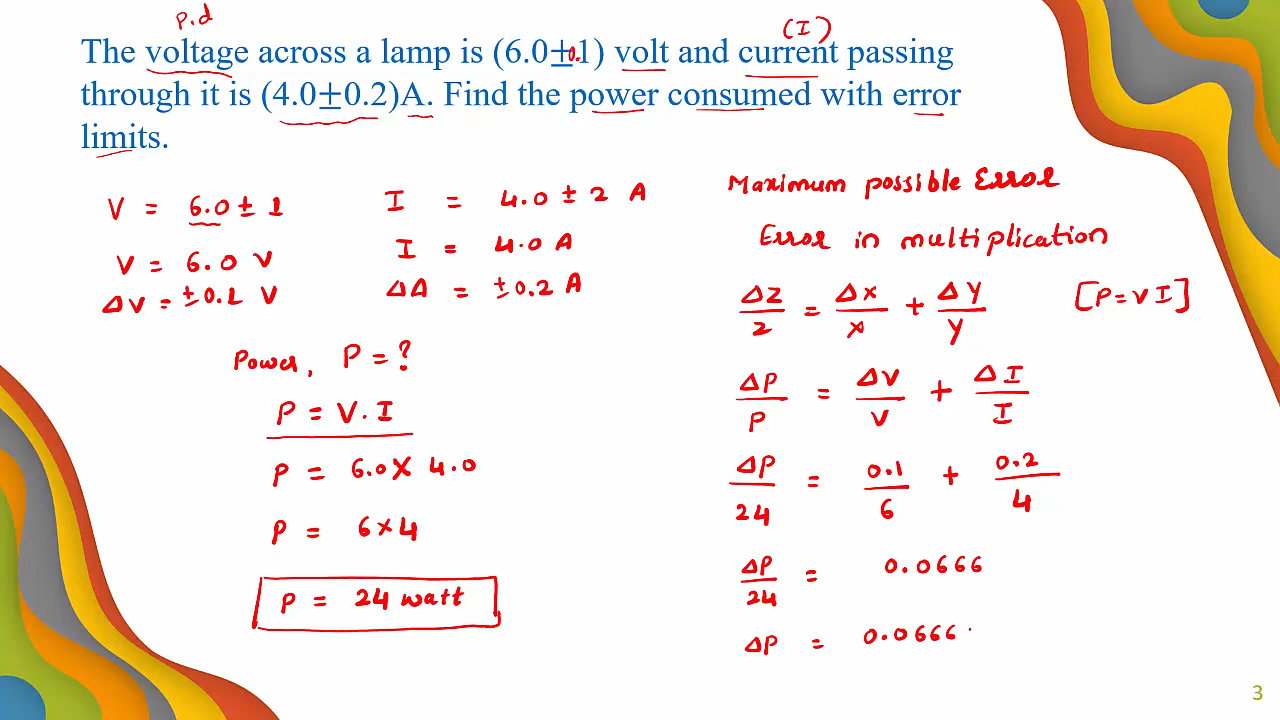 P.d
(I)
The voltage across a lamp is (6.0±0.1) volt and current passing
through it is (4.0±0.2)A. Find the power consumed with error
limits.
V = 6.0 ± 1
V = 6.0 V
ΔV = ± 0.1 V
I = 4.0 ± 2 A
I = 4.0 A
ΔA = ± 0.2 A
Power, P = ?
P = V. I
P = 6.0 X 4.0
P = 6 x 4
P = 24 watt
Maximum possible Error
Error in multiplication
ΔZ/Z = ΔX/X + ΔY/Y [P = V I]
ΔP/P = ΔV/V + ΔI/I
ΔP/24 = 0.1/6 + 0.2/4
ΔP/24 = 0.0666
ΔP = 0.0666
3